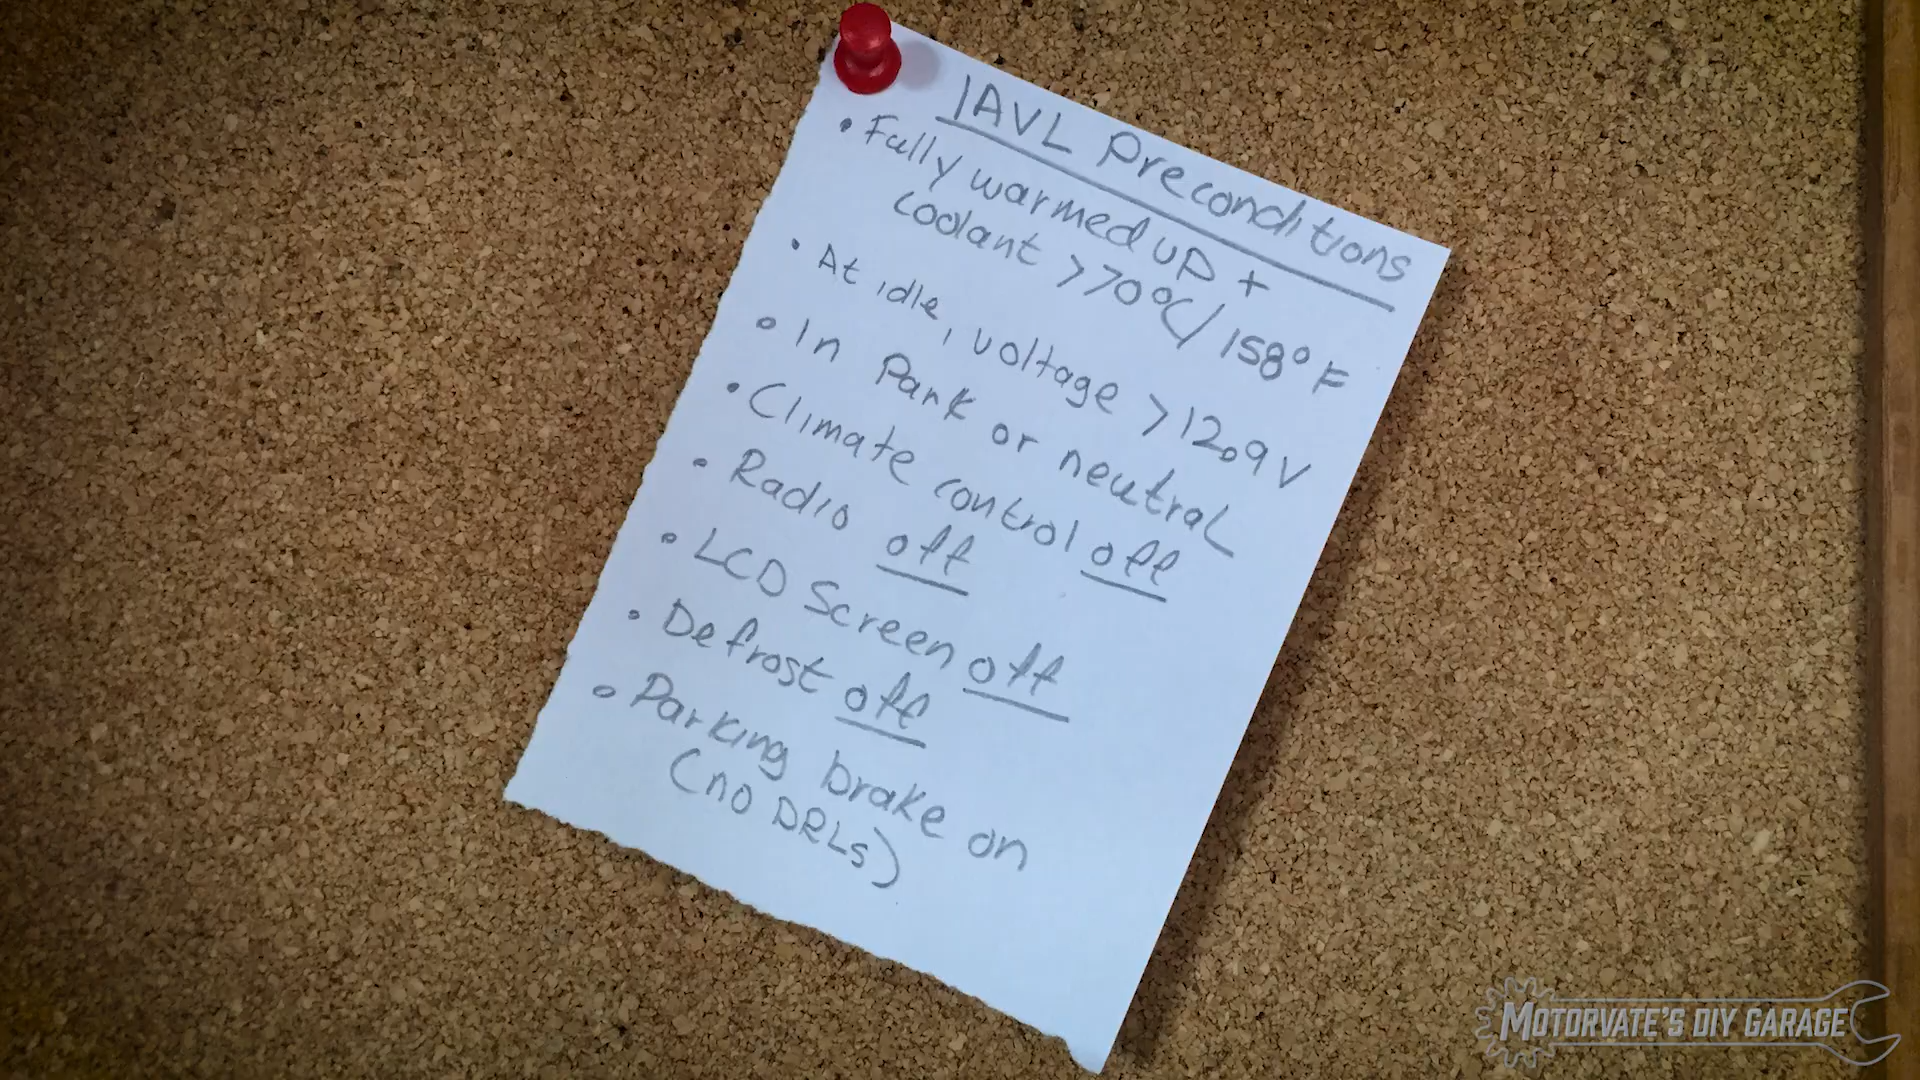 IAVL Preconditions
• Fully warmed up +
coolant >70°C/158°F
• At idle, voltage >12.9V
• In Park or neutral
• Climate control off
• Radio off
• LCD Screen off
• Defrost off
• Parking brake on
(no DRLs)
MOTORVATE'S DIY GARAGE